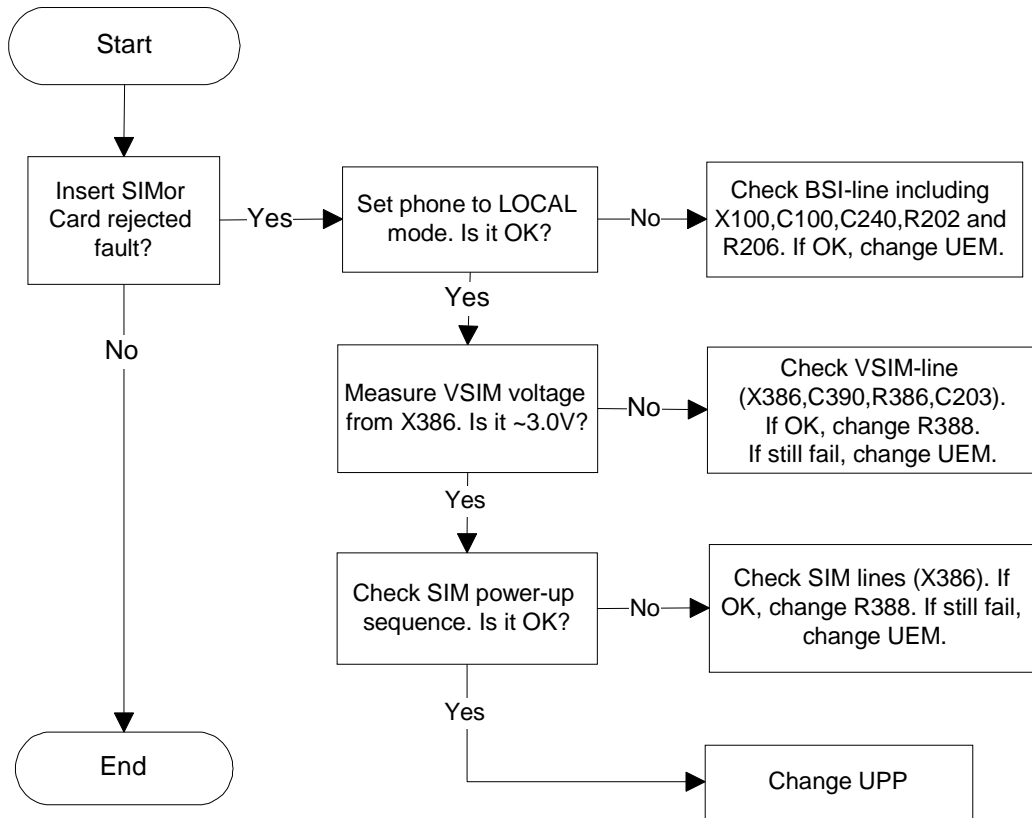 Start
Insert SIMor
Card rejected
fault?
Yes
Set phone to LOCAL
mode. Is it OK?
No
Check BSI-line including
X100,C100,C240,R202 and
R206. If OK, change UEM.
Yes
No
Measure VSIM voltage
from X386. Is it ~3.0V?
No
Check VSIM-line
(X386,C390,R386,C203).
If OK, change R388.
If still fail, change UEM.
Yes
Check SIM power-up
sequence. Is it OK?
No
Check SIM lines (X386). If
OK, change R388. If still fail,
change UEM.
Yes
End
Change UPP